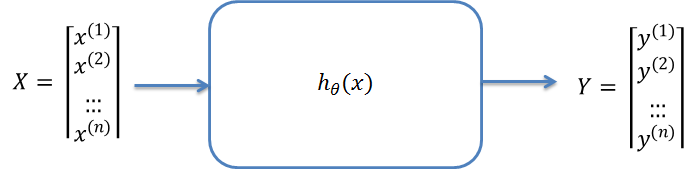 X = [x^(1) x^(2) ⋮ x^(n)]
h_θ(x)
Y = [y^(1) y^(2) ⋮ y^(n)]